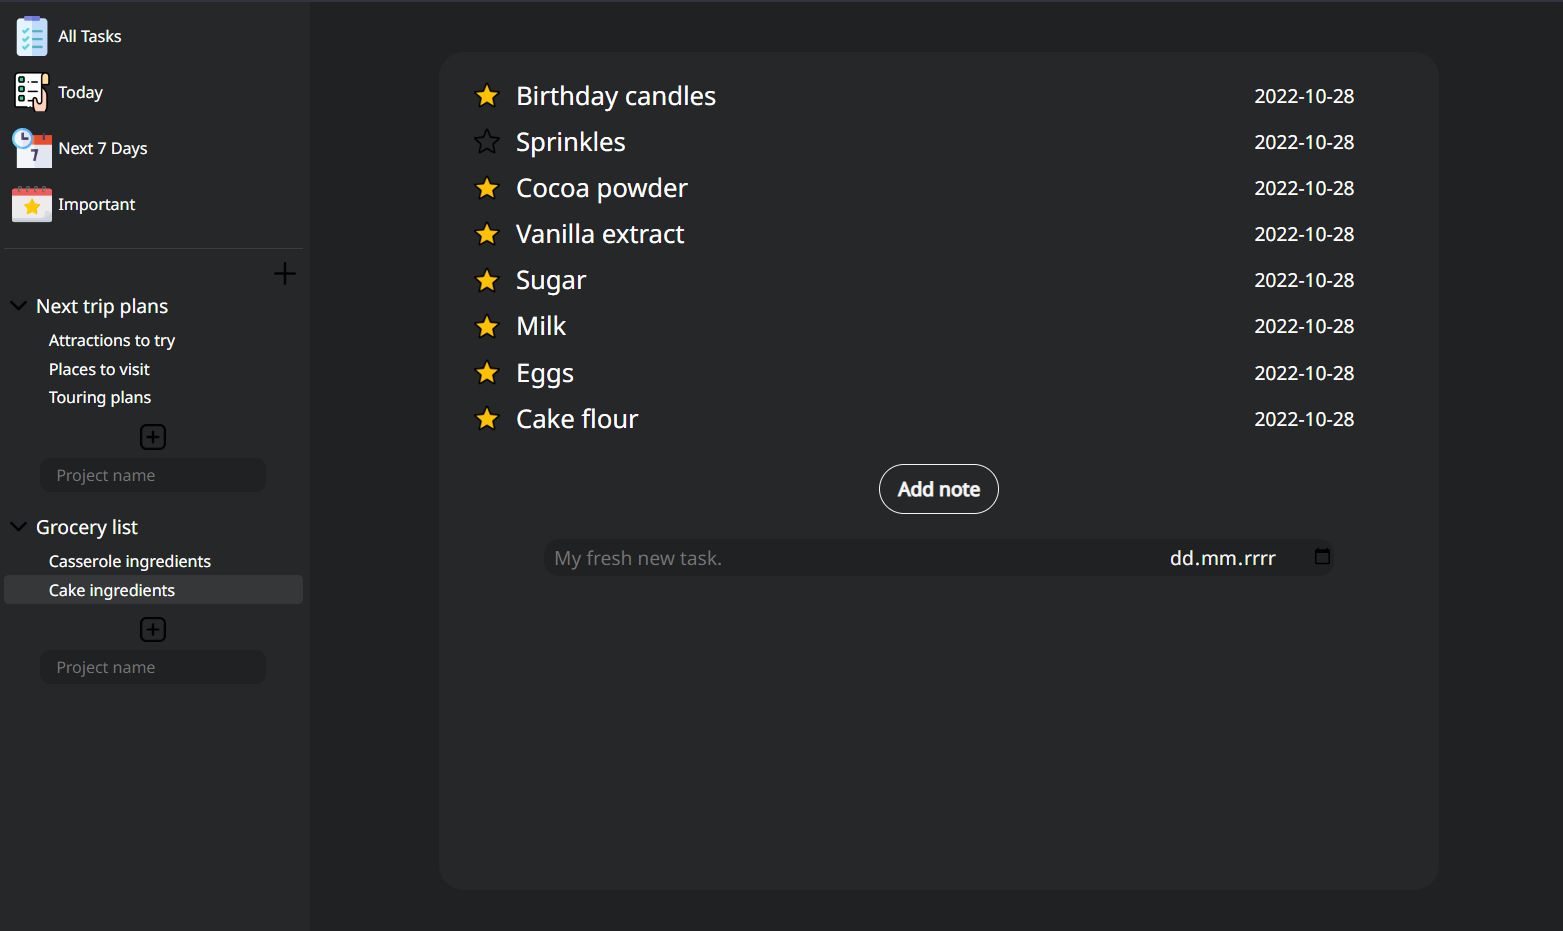 All Tasks
Today
7
Next 7 Days
Important
Next trip plans
Attractions to try
Places to visit
Touring plans
Project name
Grocery list
Casserole ingredients
Cake ingredients
Project name
Birthday candles 2022-10-28
Sprinkles 2022-10-28
Cocoa powder 2022-10-28
Vanilla extract 2022-10-28
Sugar 2022-10-28
Milk 2022-10-28
Eggs 2022-10-28
Cake flour 2022-10-28
Add note
My fresh new task. dd.mm.rrrr